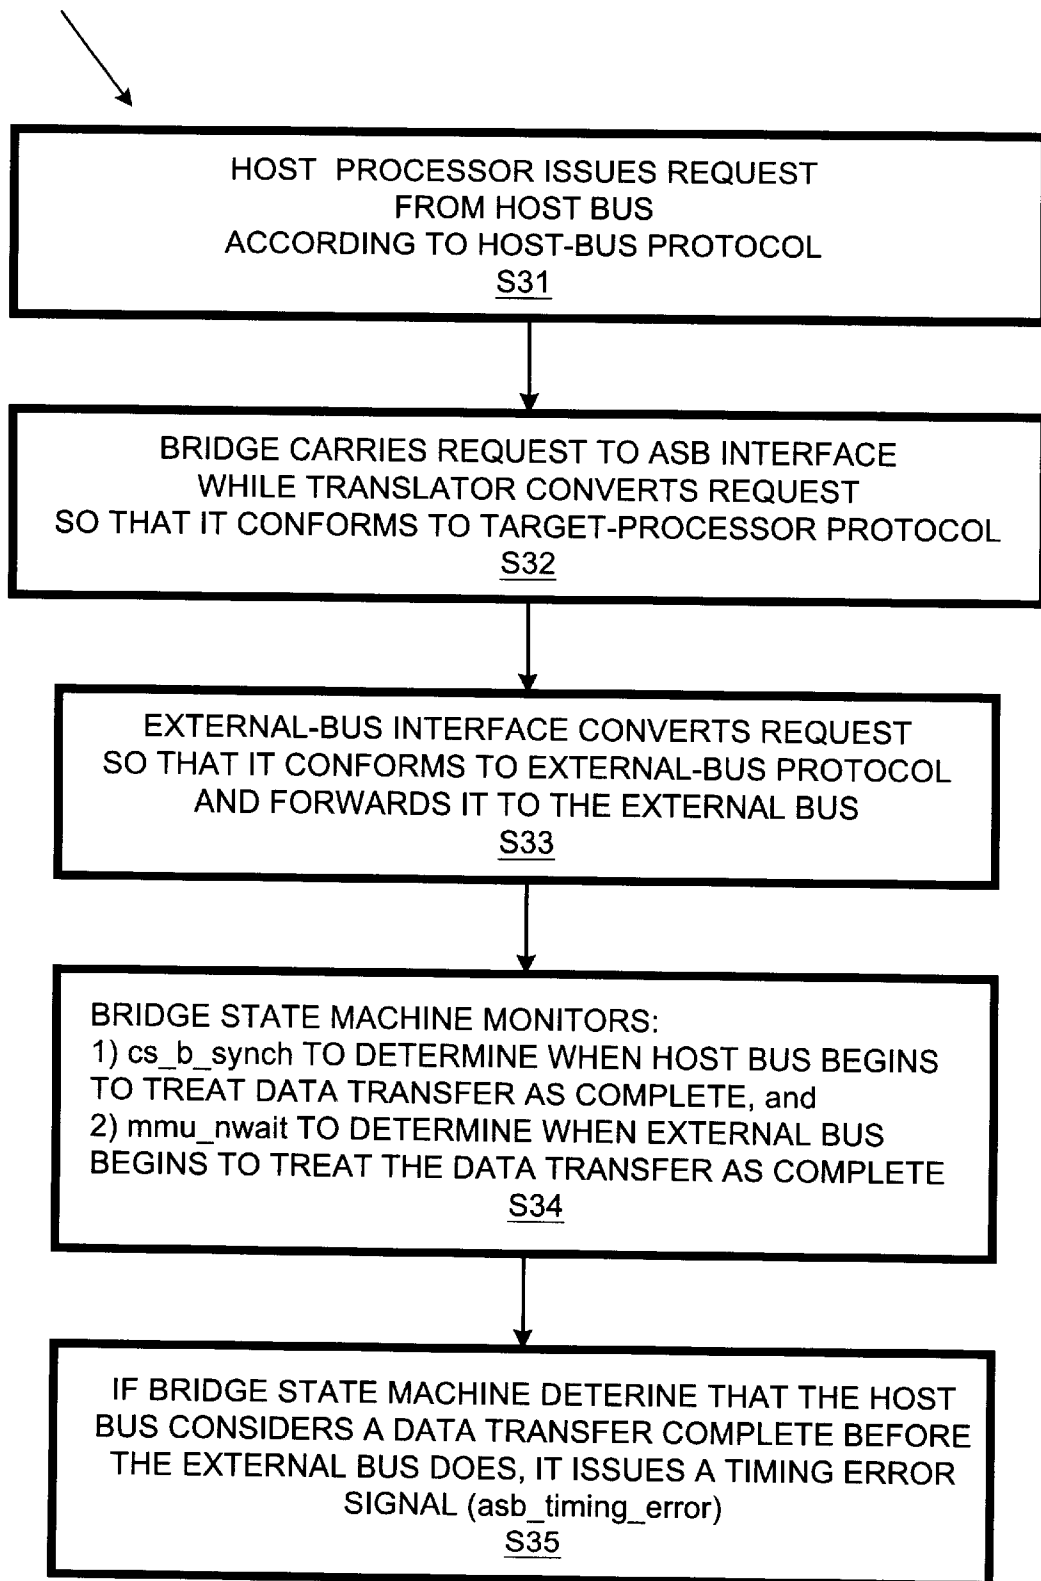 HOST PROCESSOR ISSUES REQUEST
FROM HOST BUS
ACCORDING TO HOST-BUS PROTOCOL
S31
BRIDGE CARRIES REQUEST TO ASB INTERFACE
WHILE TRANSLATOR CONVERTS REQUEST
SO THAT IT CONFORMS TO TARGET-PROCESSOR PROTOCOL
S32
EXTERNAL-BUS INTERFACE CONVERTS REQUEST
SO THAT IT CONFORMS TO EXTERNAL-BUS PROTOCOL
AND FORWARDS IT TO THE EXTERNAL BUS
S33
BRIDGE STATE MACHINE MONITORS:
1) cs_b_synch TO DETERMINE WHEN HOST BUS BEGINS
TO TREAT DATA TRANSFER AS COMPLETE, and
2) mmu_nwait TO DETERMINE WHEN EXTERNAL BUS
BEGINS TO TREAT THE DATA TRANSFER AS COMPLETE
S34
IF BRIDGE STATE MACHINE DETERINE THAT THE HOST
BUS CONSIDERS A DATA TRANSFER COMPLETE BEFORE
THE EXTERNAL BUS DOES, IT ISSUES A TIMING ERROR
SIGNAL (asb_timing_error)
S35